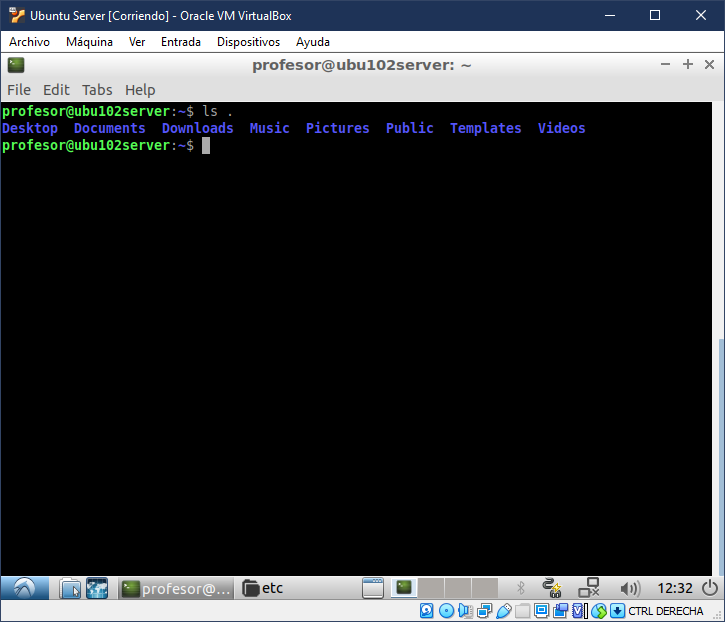 Ubuntu Server [Corriendo] - Oracle VM VirtualBox
Archivo Máquina Ver Entrada Dispositivos Ayuda
profesor@ubu102server: ~
File Edit Tabs Help
profesor@ubu102server:~$ ls .
Desktop Documents Downloads Music Pictures Public Templates Videos
profesor@ubu102server:~$
profesor@... etc 12:32
CTRL DERECHA